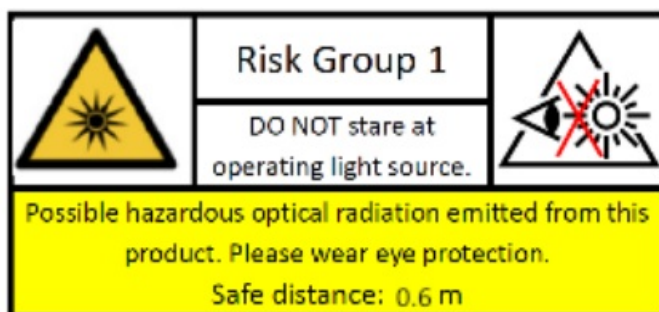 Risk Group 1
DO NOT stare at
operating light source.
Possible hazardous optical radiation emitted from this
product. Please wear eye protection.
Safe distance: 0.6 m